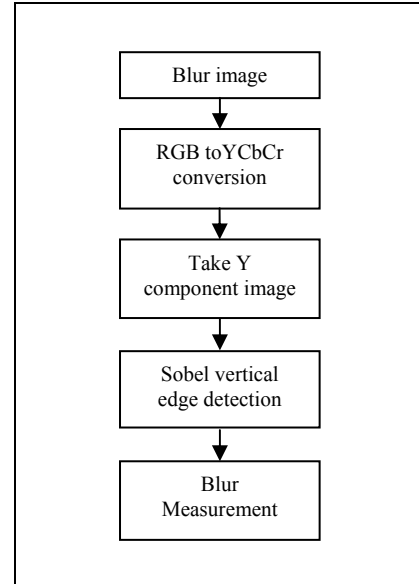 Blur image
RGB toYCbCr
conversion
Take Y
component image
Sobel vertical
edge detection
Blur
Measurement